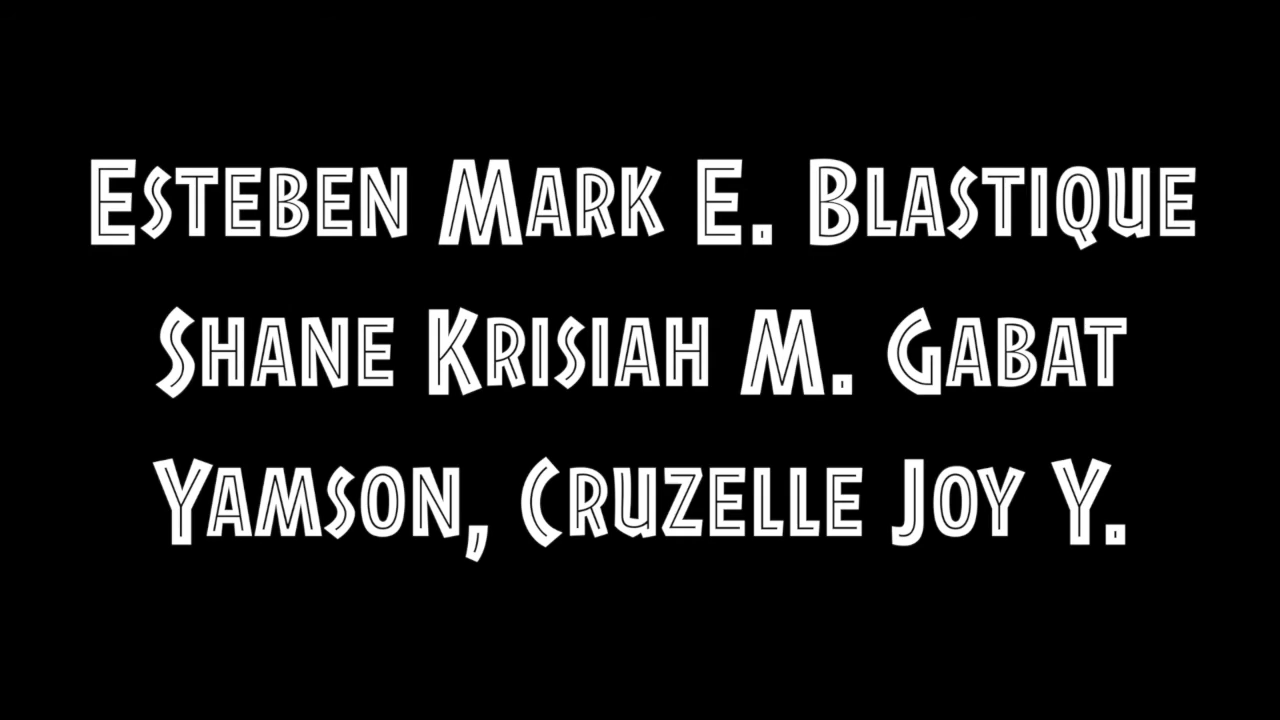 Esteben Mark E. Blastique
Shane Krisiah M. Gabat
Yamson, Cruzelle Joy Y.